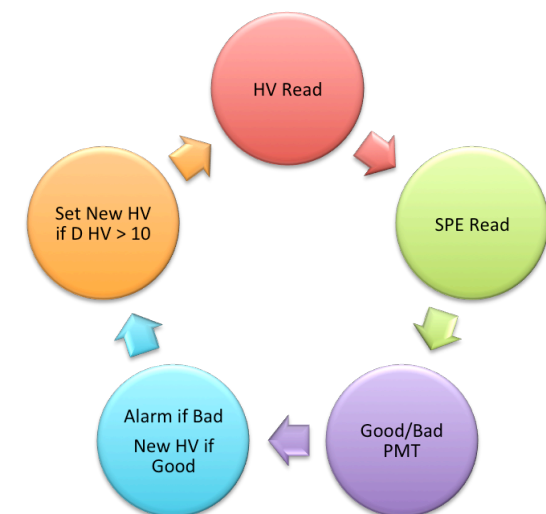 HV Read
SPE Read
Good/Bad
PMT
Alarm if Bad
New HV if
Good
Set New HV
if D HV > 10